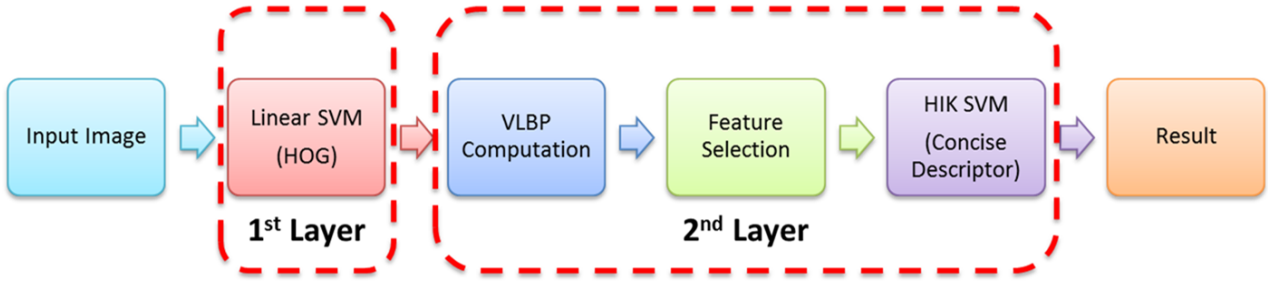 Input Image
Linear SVM
(HOG)
1st Layer
VLBP
Computation
Feature
Selection
HIK SVM
(Concise
Descriptor)
2nd Layer
Result